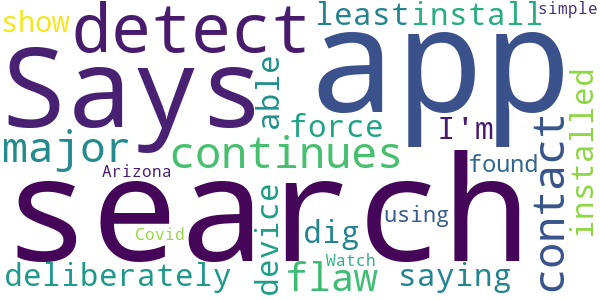 show
detect
least
install
simple
Says
able
app
major
force
I'm
contact
installed
continues
found
Arizona
search
device
using
dig
Covid
Watch
deliberately
flaw
saying